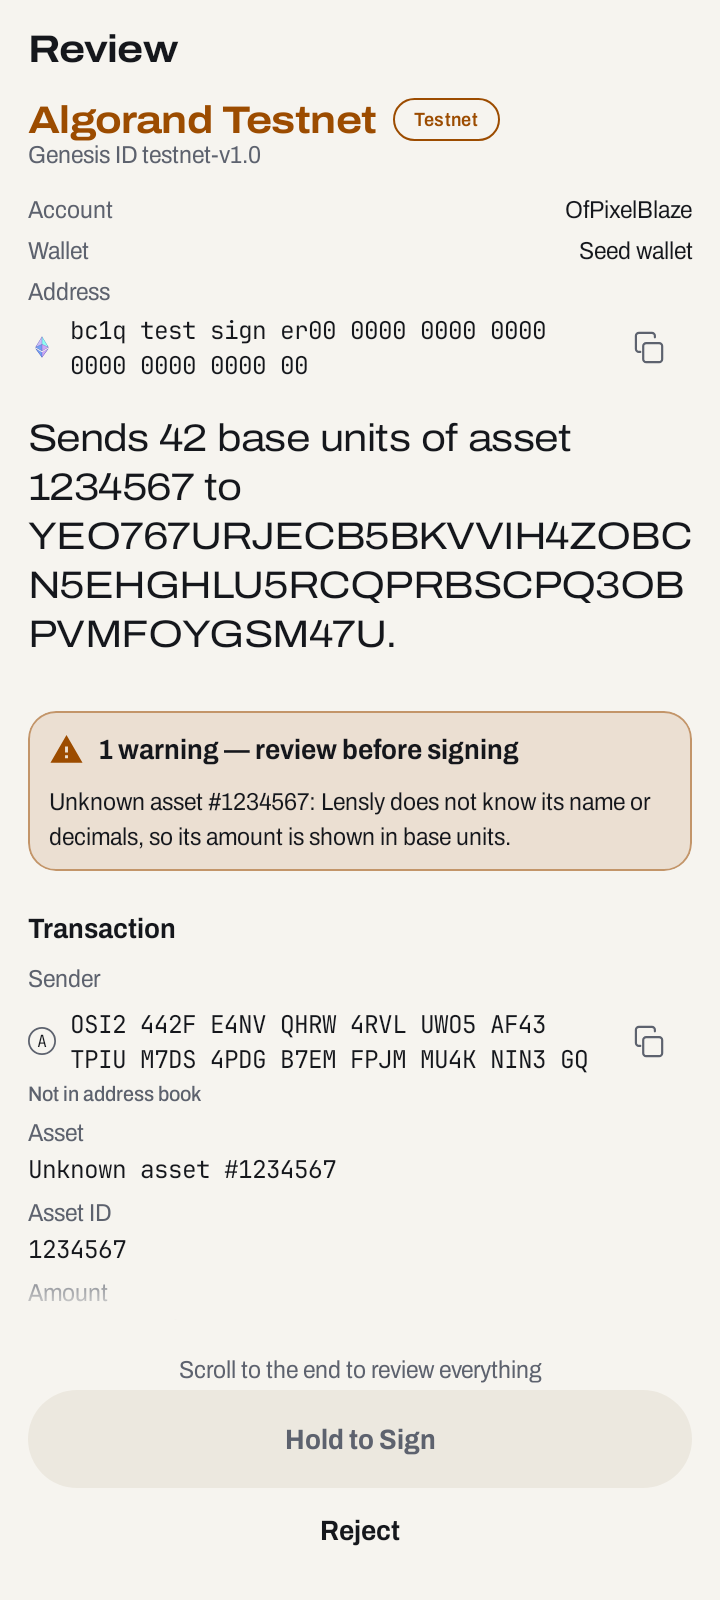 Review
Algorand Testnet Testnet
Genesis ID testnet-v1.0
Account OfPixelBlaze
Wallet Seed wallet
Address
bc1q test sign er00 0000 0000 0000
0000 0000 0000 00
Sends 42 base units of asset
1234567 to
YEO767URJECB5BKVVIH4ZOBC
N5EHGHLU5RCQPRBSCPQ3OB
PVMFOYGSM47U.
1 warning — review before signing
Unknown asset #1234567: Lensly does not know its name or
decimals, so its amount is shown in base units.
Transaction
Sender
A OSI2 442F E4NV QHRW 4RVL UWO5 AF43
TPIU M7DS 4PDG B7EM FPJM MU4K NIN3 GQ
Not in address book
Asset
Unknown asset #1234567
Asset ID
1234567
Amount
Scroll to the end to review everything
Hold to Sign
Reject